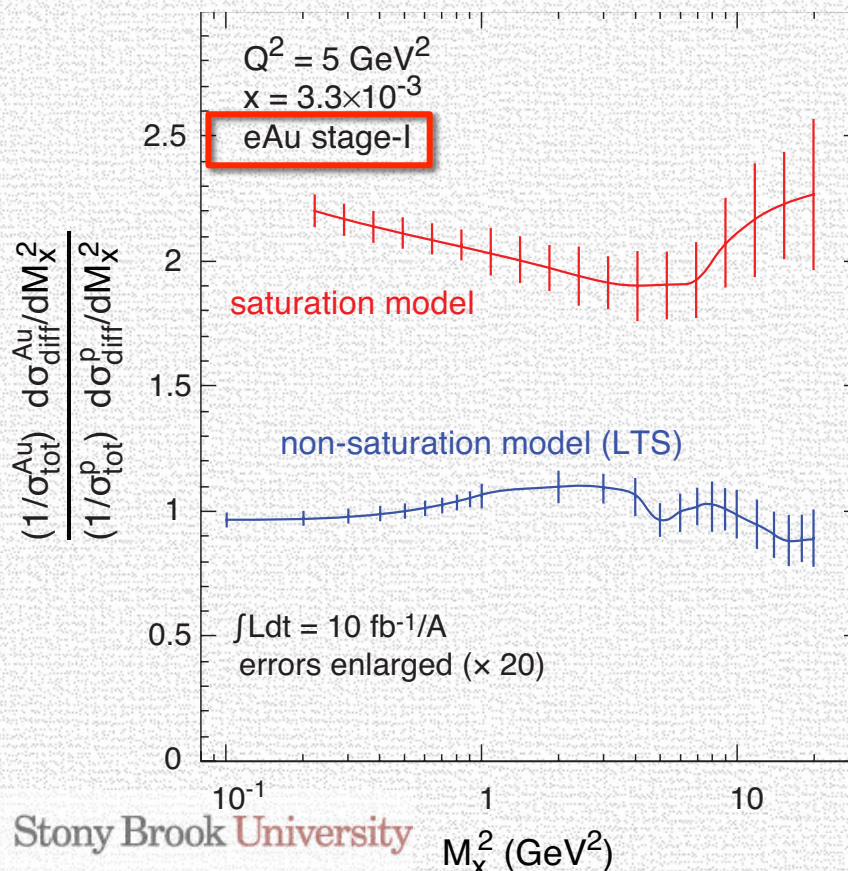 Q² = 5 GeV²
x = 3.3×10⁻³
eAu stage-I
2.5
2
1.5
1
0.5
0
(1/σ_tot^Au) dσ_diff^Au/dM_x²
(1/σ_tot^p) dσ_diff^p/dM_x²
saturation model
non-saturation model (LTS)
∫Ldt = 10 fb⁻¹/A
errors enlarged (× 20)
10⁻¹
1
10
Stony Brook University
M_x² (GeV²)